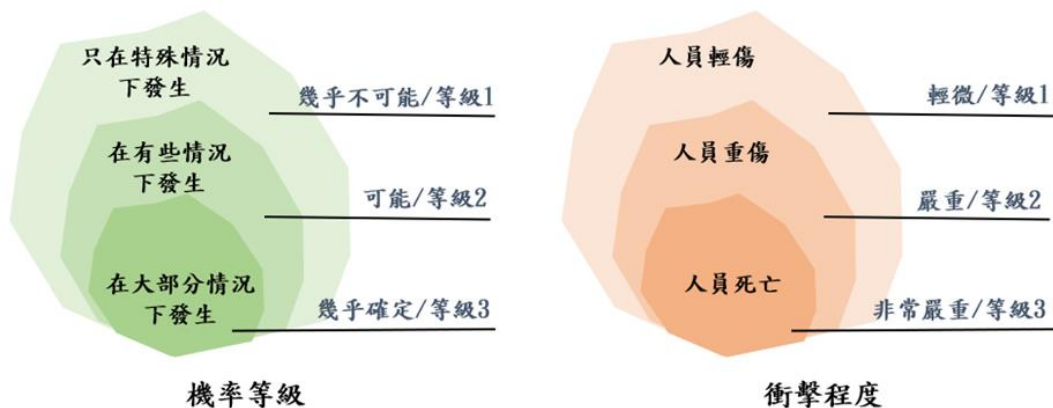 只在特殊情況
下發生
幾乎不可能/等級1
在有些情況
下發生
可能/等級2
在大部分情況
下發生
幾乎確定/等級3
機率等級
人員輕傷
輕微/等級1
人員重傷
嚴重/等級2
人員死亡
非常嚴重/等級3
衝擊程度